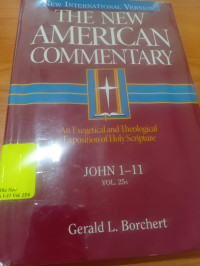 NEW INTERNATIONAL VERSION
THE NEW
AMERICAN
COMMENTARY
An Exegetical and Theological
Exposition of Holy Scripture
JOHN 1–11
VOL. 25A
Gerald L. Borchert